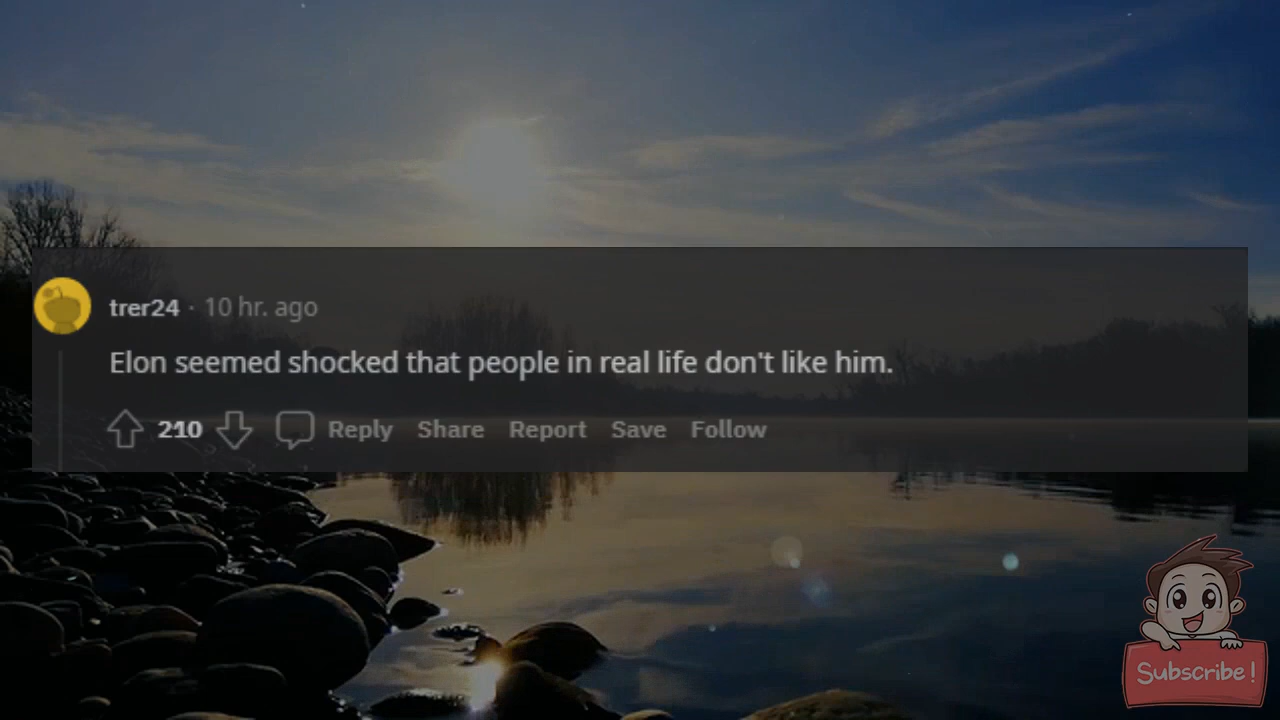 trer24 · 10 hr. ago
Elon seemed shocked that people in real life don't like him.
210 Reply Share Report Save Follow
Subscribe!